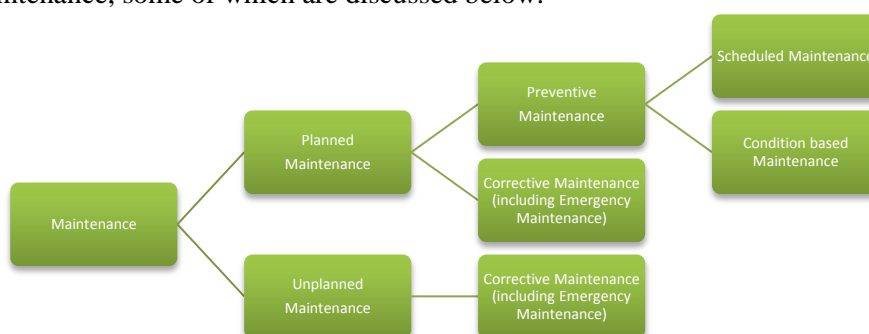 ntenance, some of which are discussed below.
Scheduled Maintenance
Preventive
Maintenance
Planned
Maintenance
Condition based
Maintenance
Corrective Maintenance
(including Emergency
Maintenance)
Maintenance
Unplanned
Maintenance
Corrective Maintenance
(including Emergency
Maintenance)